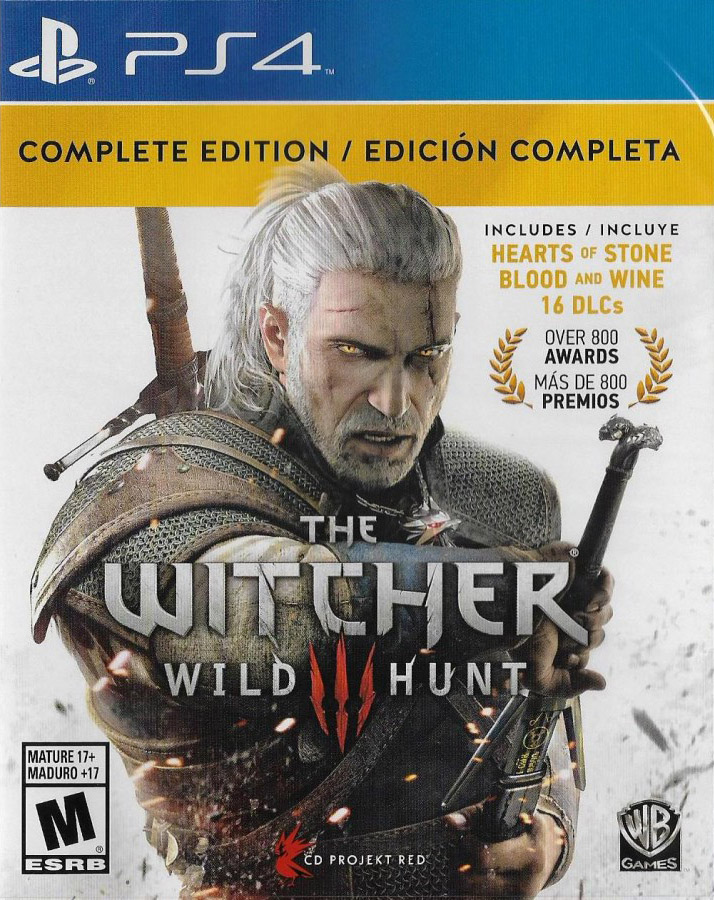 PS4™
COMPLETE EDITION / EDICIÓN COMPLETA
INCLUDES / INCLUYE
HEARTS OF STONE
BLOOD AND WINE
16 DLCs
OVER 800
AWARDS
MÁS DE 800
PREMIOS
THE
WITCHER®
WILD HUNT
MATURE 17+
MADURO +17
M®
ESRB
CD PROJEKT RED
WB
GAMES